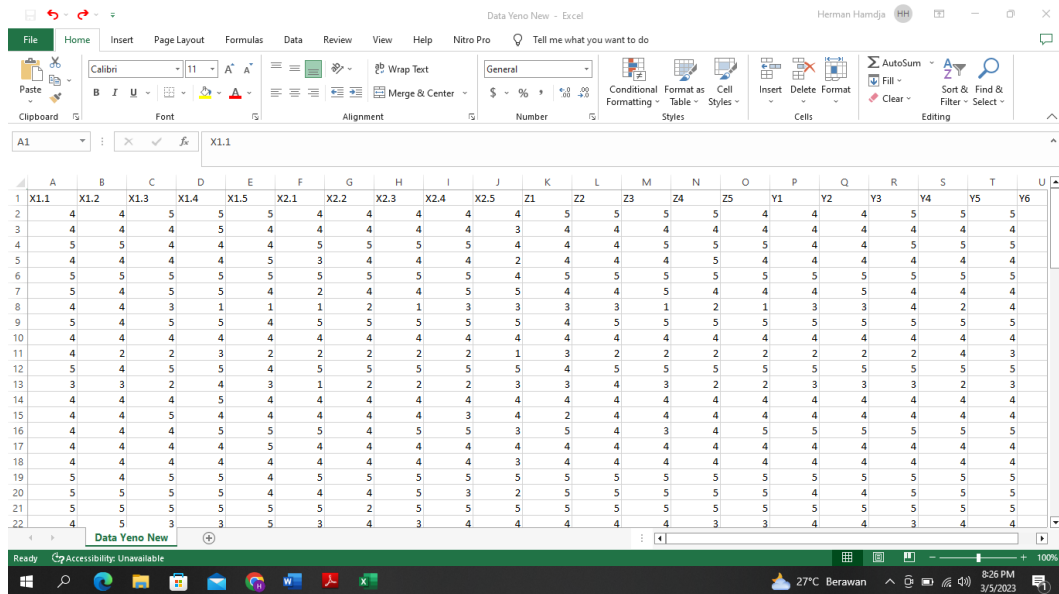 Data Yeno New - Excel
Herman Hamdja HH
File Home Insert Page Layout Formulas Data Review View Help Nitro Pro Tell me what you want to do
Paste
Calibri 11 A A
B I U A
Wrap Text
Merge & Center
General
$ % ,
Conditional Formatting
Format as Table
Cell Styles
Insert Delete Format
AutoSum
Fill
Clear
Sort & Filter
Find & Select
Clipboard Font Alignment Number Styles Cells Editing
A1 fx X1.1
A B C D E F G H I J K L M N O P Q R S T U
1 X1.1 X1.2 X1.3 X1.4 X1.5 X2.1 X2.2 X2.3 X2.4 X2.5 Z1 Z2 Z3 Z4 Z5 Y1 Y2 Y3 Y4 Y5 Y6
2 4 4 5 5 5 4 4 4 4 4 5 5 5 5 4 4 4 5 5 5
3 4 4 4 5 4 4 4 4 4 3 4 4 4 4 4 4 4 4 4 4
4 5 5 4 4 4 5 5 5 5 4 4 4 5 5 5 4 4 5 5 5
5 4 4 4 4 5 3 4 4 4 2 4 4 4 5 4 4 4 4 4 4
6 5 5 5 5 5 5 5 5 5 4 5 5 5 5 5 5 5 5 5 5
7 5 4 5 5 4 2 4 4 5 5 4 4 5 4 4 4 5 4 4 4
8 4 4 3 1 1 1 2 1 3 3 3 3 1 2 1 3 3 4 2 4
9 5 4 5 5 4 5 5 5 5 5 4 5 5 5 5 5 5 5 5 5
10 4 4 4 4 4 4 4 4 4 4 4 4 4 4 4 4 4 4 4 4
11 4 2 2 3 2 2 2 2 2 1 3 2 2 2 2 2 2 2 4 3
12 5 4 5 5 4 5 5 5 5 5 5 5 5 5 5 5 5 5 5 5
13 3 3 2 4 3 1 2 2 2 3 3 4 3 2 2 3 3 3 2 3
14 4 4 4 5 4 4 4 4 4 4 4 4 4 4 4 4 4 4 4 4
15 4 4 5 4 4 4 4 4 3 4 2 4 4 4 4 4 4 4 4 4
16 4 4 4 5 5 5 4 5 5 3 5 4 3 4 5 5 5 5 5 5
17 4 4 4 4 5 4 4 4 4 4 4 4 4 4 4 4 4 4 4 4
18 4 4 4 4 4 4 4 4 4 3 4 4 4 4 4 4 4 4 4 4
19 5 4 5 5 4 5 5 5 5 5 5 5 5 5 5 5 5 5 5 5
20 5 5 5 5 4 4 4 5 3 2 5 5 5 5 5 4 4 5 5 5
21 5 5 5 5 5 5 2 5 5 5 5 5 5 5 5 5 5 5 5 5
22 4 5 3 3 5 3 4 3 4 4 4 4 4 3 3 4 4 3 4 4
Data Yeno New
Ready Accessibility: Unavailable 100%
27°C Berawan
8:26 PM
3/5/2023